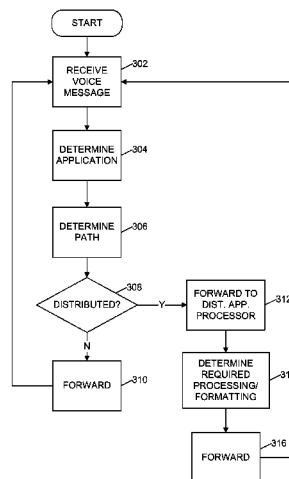 START
RECEIVE
VOICE
MESSAGE
302
DETERMINE
APPLICATION
304
DETERMINE
PATH
306
DISTRIBUTED?
308
Y
N
FORWARD
310
FORWARD TO
DIST. APP.
PROCESSOR
312
DETERMINE
REQUIRED
PROCESSING/
FORMATTING
FORWARD
316